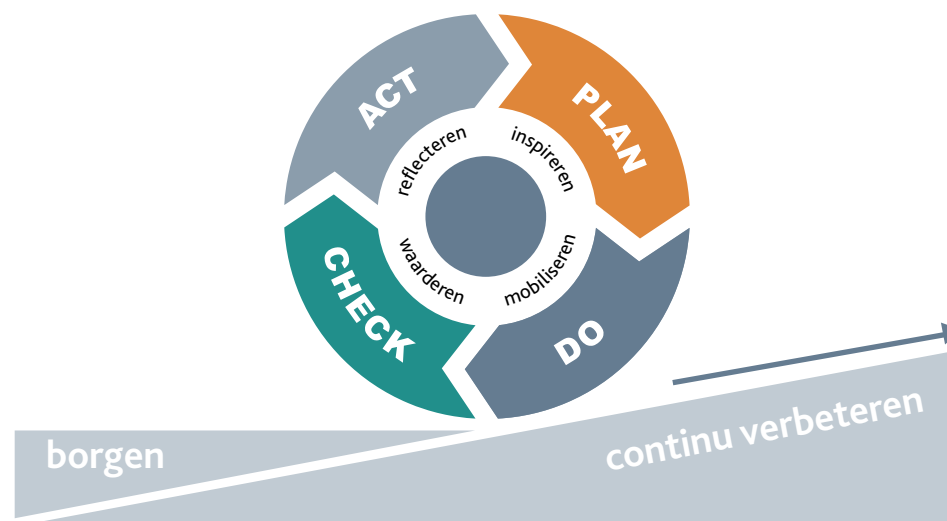 ACT
PLAN
reflecteren
inspireren
waarderen
mobiliseren
CHECK
DO
borgen
continu verbeteren